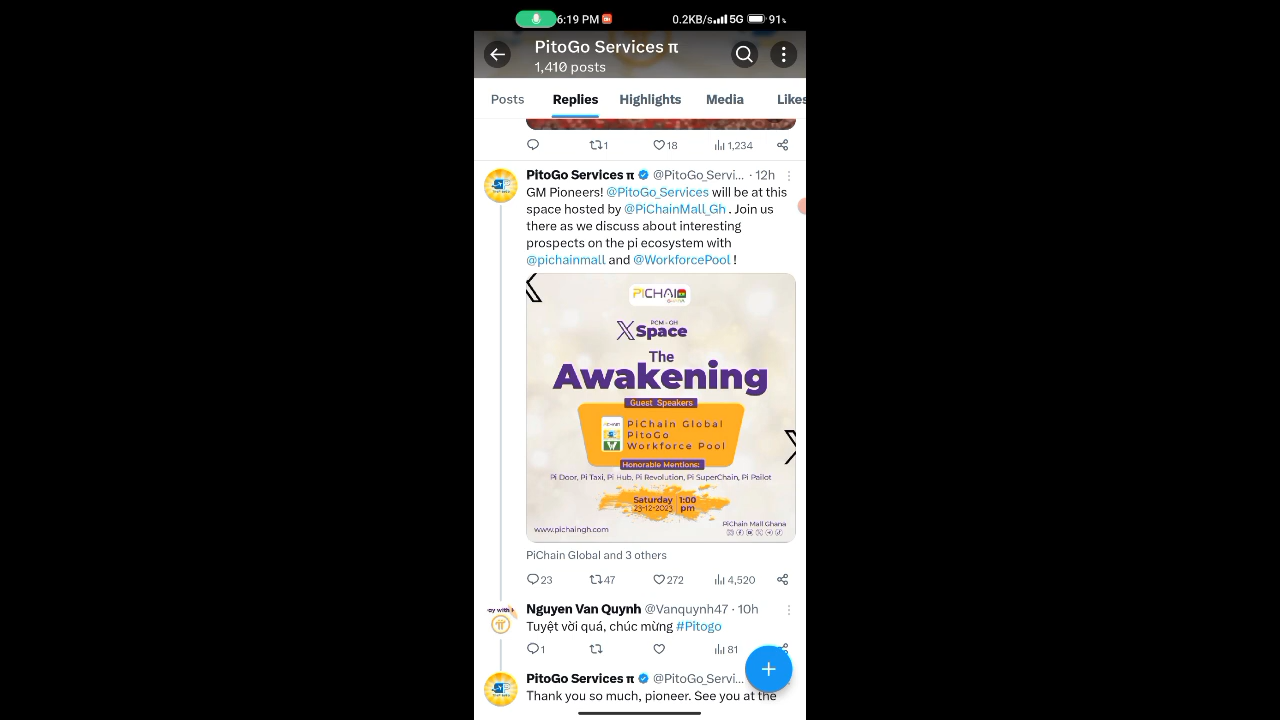 6:19 PM
0.2KB/s 5G 91
PitoGo Services π
1,410 posts
Posts Replies Highlights Media Likes
1 18 1,234
PitoGo Services π @PitoGo_Servi... · 12h
GM Pioneers! @PitoGo_Services will be at this
space hosted by @PiChainMall_Gh . Join us
there as we discuss about interesting
prospects on the pi ecosystem with
@pichainmall and @WorkforcePool !
PCM - GH
X Space
The
Awakening
Guest Speakers
PiChain Global
PitoGo
Workforce Pool
Honorable Mentions:
Pi Door, Pi Taxi, Pi Hub, Pi Revolution, Pi SuperChain, Pi Pailot
Saturday 1:00
23-12-2023 pm
PiChain Mall Ghana
www.pichaingh.com
PiChain Global and 3 others
23 47 272 4,520
Nguyen Van Quynh @Vanquynh47 · 10h
Tuyệt vời quá, chúc mừng #Pitogo
1 81
PitoGo Services π @PitoGo_Servi...
Thank you so much, pioneer. See you at the